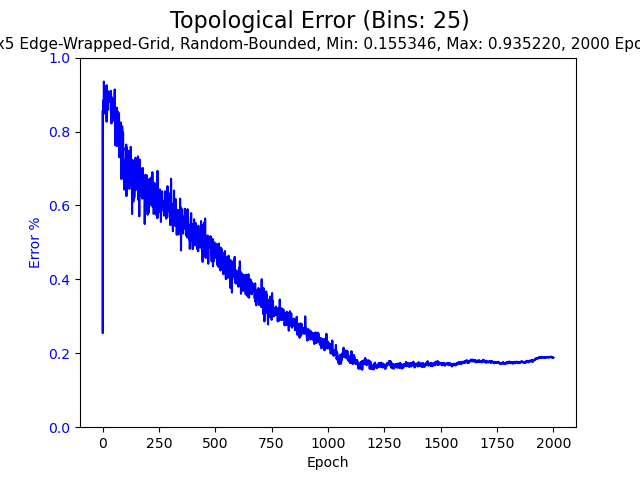 Topological Error (Bins: 25)
x5 Edge-Wrapped-Grid, Random-Bounded, Min: 0.155346, Max: 0.935220, 2000 Epo
1.0
0.8
0.6
0.4
0.2
0.0
Error %
0 250 500 750 1000 1250 1500 1750 2000
Epoch